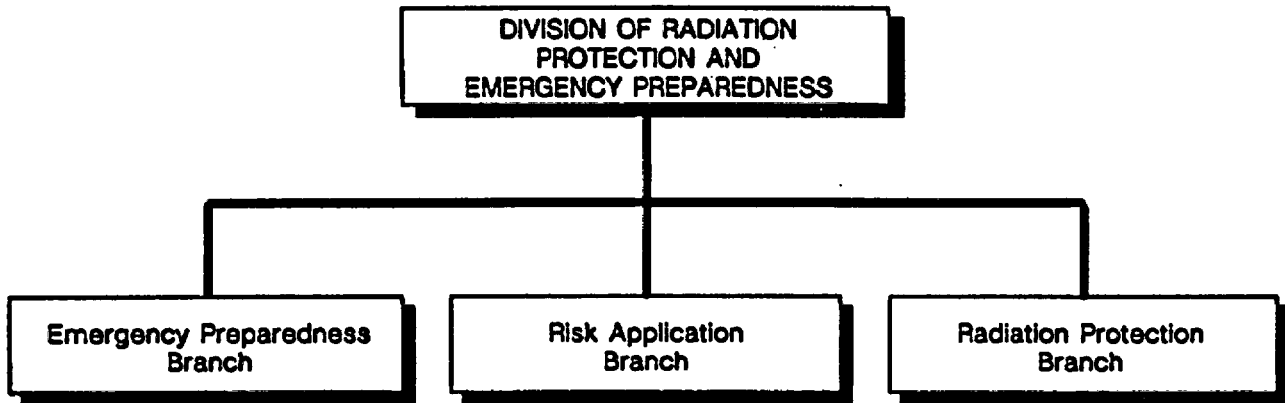 DIVISION OF RADIATION
PROTECTION AND
EMERGENCY PREPAREDNESS
Emergency Preparedness
Branch
Risk Application
Branch
Radiation Protection
Branch